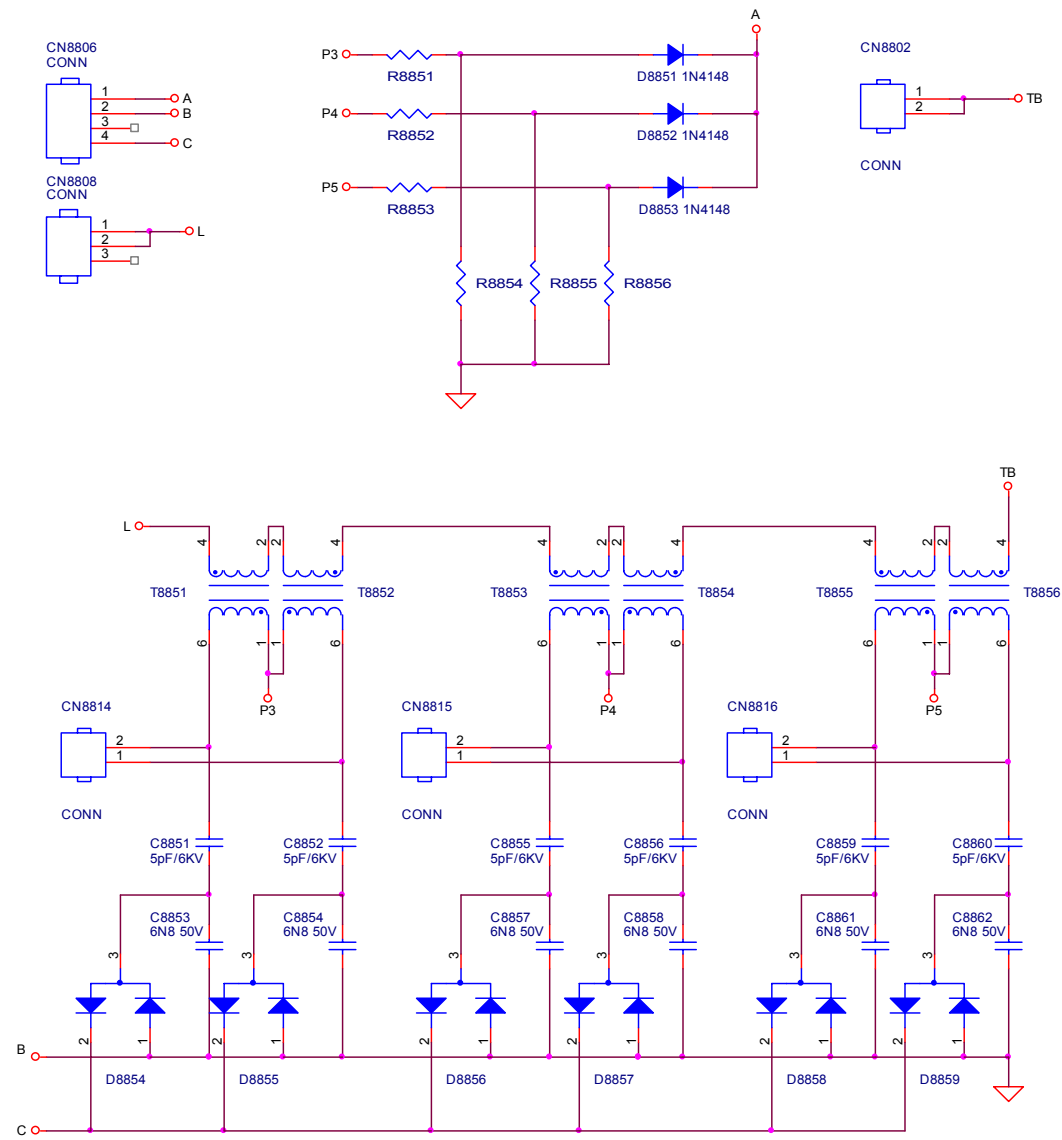 A
CN8806
CONN
P3
CN8802
R8851
D8851 1N4148
1 A
2 B
3
4 C
P4
R8852
D8852 1N4148
1
2
TB
CONN
CN8808
CONN
P5
R8853
D8853 1N4148
1
2
3
L
R8854
R8855
R8856
TB
L
4 2 2 4
4 2 2 4
4 2 2 4
T8851
T8852
T8853
T8854
T8855
T8856
6 1 1 6
6 1 1 6
6 1 1 6
P3
P4
P5
CN8814
2
1
CONN
CN8815
2
1
CONN
CN8816
2
1
CONN
C8851
5pF/6KV
C8852
5pF/6KV
C8855
5pF/6KV
C8856
5pF/6KV
C8859
5pF/6KV
C8860
5pF/6KV
C8853
6N8 50V
C8854
6N8 50V
C8857
6N8 50V
C8858
6N8 50V
C8861
6N8 50V
C8862
6N8 50V
3 3 3 3 3 3
2 1 2 1 2 1 2 1 2 1 2 1
B
D8854
D8855
D8856
D8857
D8858
D8859
C